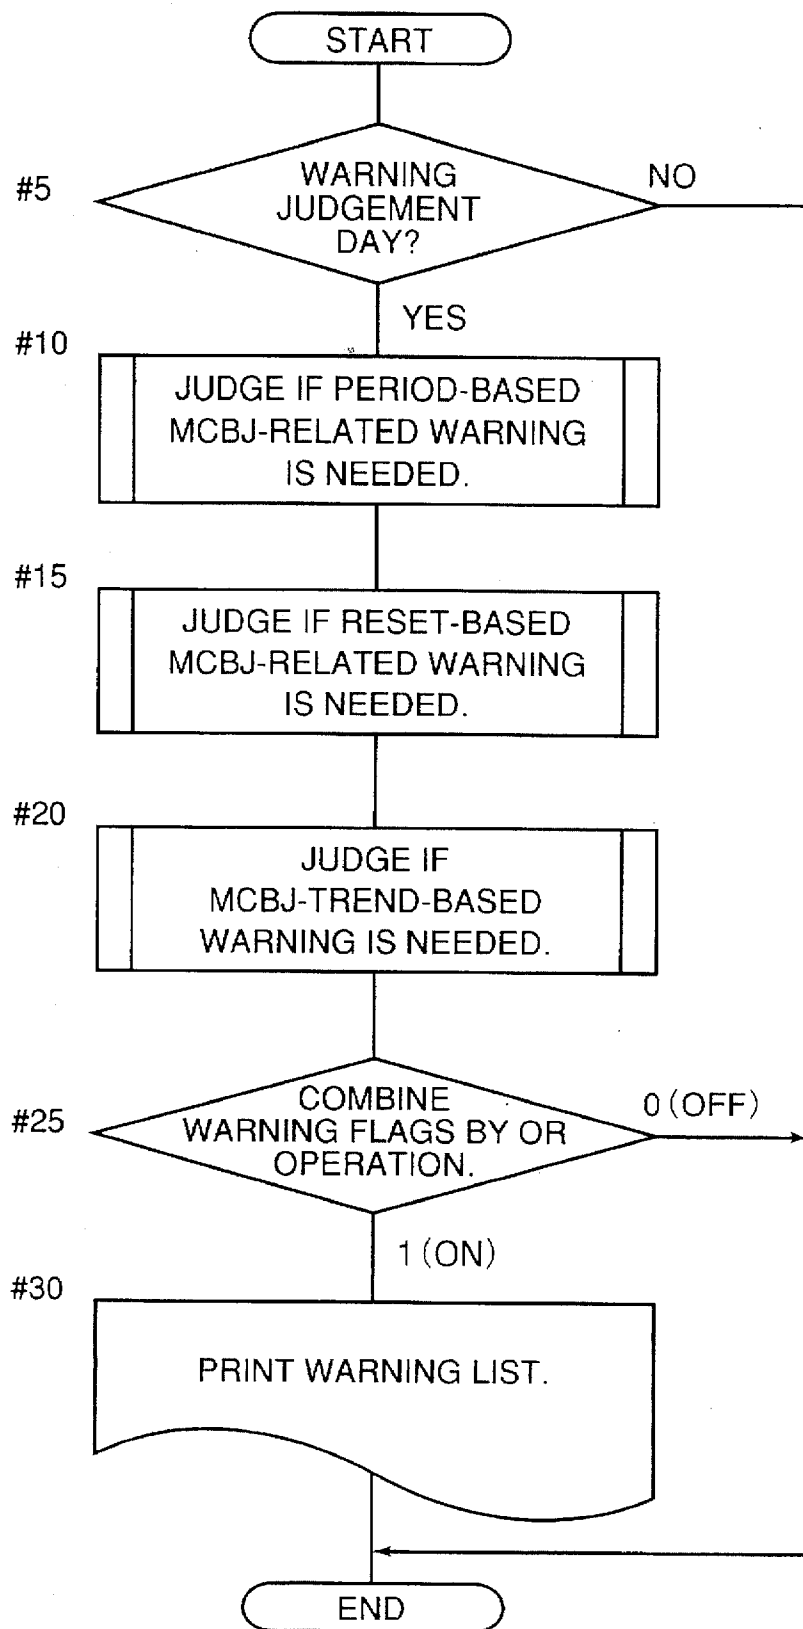 START
#5
WARNING
JUDGEMENT
DAY?
NO
YES
#10
JUDGE IF PERIOD-BASED
MCBJ-RELATED WARNING
IS NEEDED.
#15
JUDGE IF RESET-BASED
MCBJ-RELATED WARNING
IS NEEDED.
#20
JUDGE IF
MCBJ-TREND-BASED
WARNING IS NEEDED.
#25
COMBINE
WARNING FLAGS BY OR
OPERATION.
0 (OFF)
1 (ON)
#30
PRINT WARNING LIST.
END